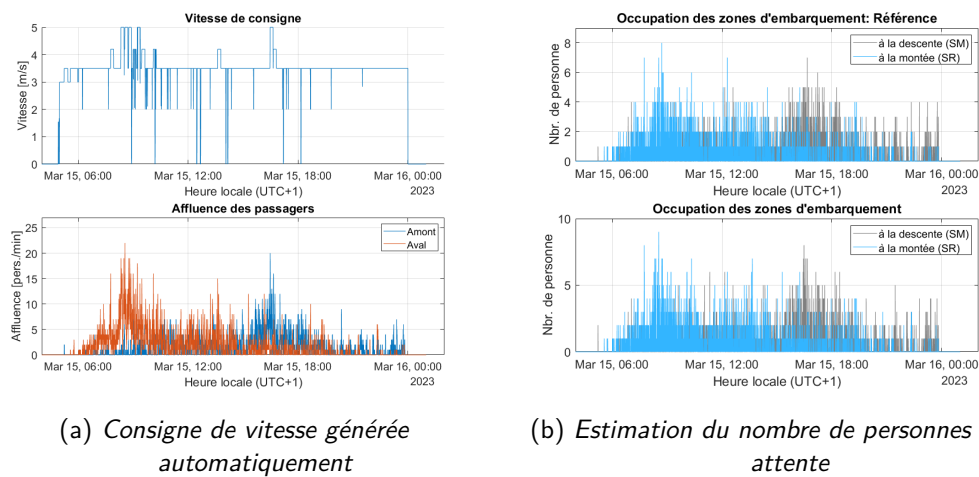 Vitesse de consigne
5
4
3
2
1
0
Vitesse [m/s]
Mar 15, 06:00
Mar 15, 12:00
Mar 15, 18:00
Mar 16, 00:00
Heure locale (UTC+1)
2023
Affluence des passagers
Amont
Aval
25
20
15
10
5
0
Affluence [pers./min]
Mar 15, 06:00
Mar 15, 12:00
Mar 15, 18:00
Mar 16, 00:00
Heure locale (UTC+1)
2023
(a) Consigne de vitesse générée
automatiquement
Occupation des zones d'embarquement: Référence
á la descente (SM)
á la montée (SR)
8
6
4
2
0
Nbr. de personne
Mar 15, 06:00
Mar 15, 12:00
Mar 15, 18:00
Mar 16, 00:00
Heure locale (UTC+1)
2023
Occupation des zones d'embarquement
á la descente (SM)
á la montée (SR)
10
5
0
Nbr. de personne
Mar 15, 06:00
Mar 15, 12:00
Mar 15, 18:00
Mar 16, 00:00
Heure locale (UTC+1)
2023
(b) Estimation du nombre de personnes
attente